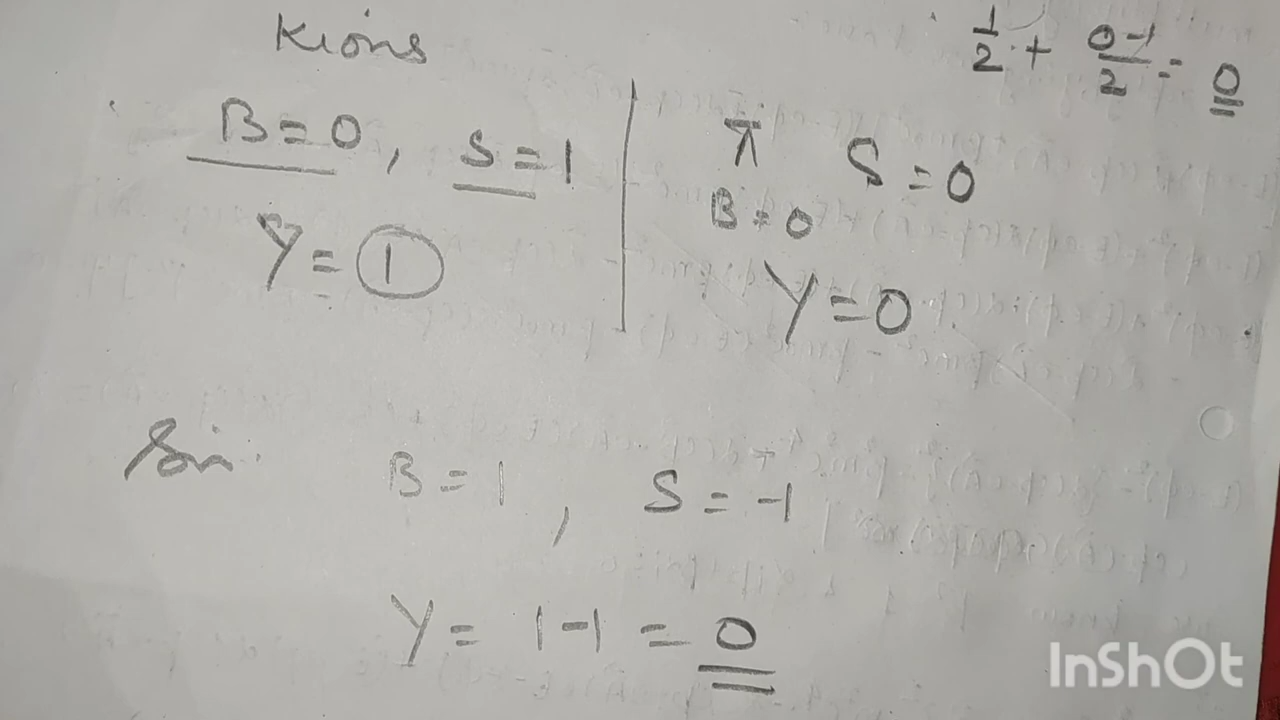 Kions
1/2 + 0-1/2 = 0
B=0, S=1
π S=0
B=0
Y=1
Y=0
B=1, S=-1
Y= 1-1=0
InShOt